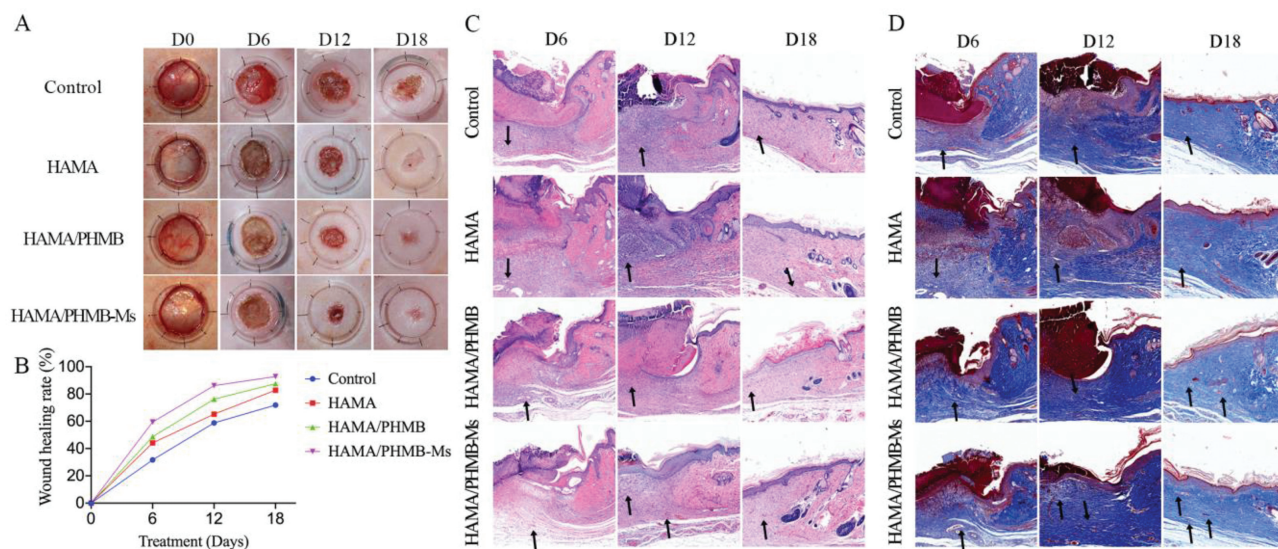 A
D0 D6 D12 D18
Control
HAMA
HAMA/PHMB
HAMA/PHMB-Ms
B
Wound healing rate (%)
100
80
60
40
20
0
0 6 12 18
Treatment (Days)
Control
HAMA
HAMA/PHMB
HAMA/PHMB-Ms
C
D6 D12 D18
Control
HAMA
HAMA/PHMB
HAMA/PHMB-Ms
D
D6 D12 D18
Control
HAMA
HAMA/PHMB
HAMA/PHMB-Ms